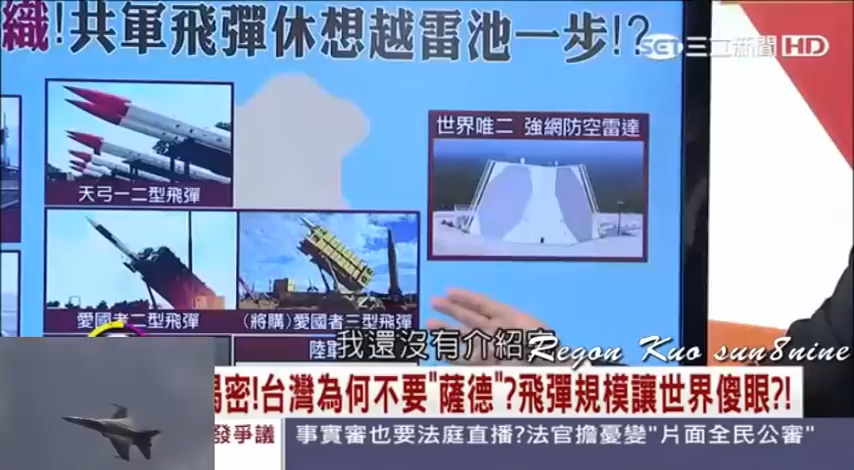 織!共軍飛彈休想越雷池一步!?
SET三立新聞HD
天弓一二型飛彈
世界唯二 強網防空雷達
愛國者二型飛彈
(將購)愛國者三型飛彈
我還沒有介紹完
Regon Kuo sun8nine
密!台灣為何不要"薩德"?飛彈規模讓世界傻眼?!
發爭議
事實審也要法庭直播?法官擔憂變"片面全民公審"